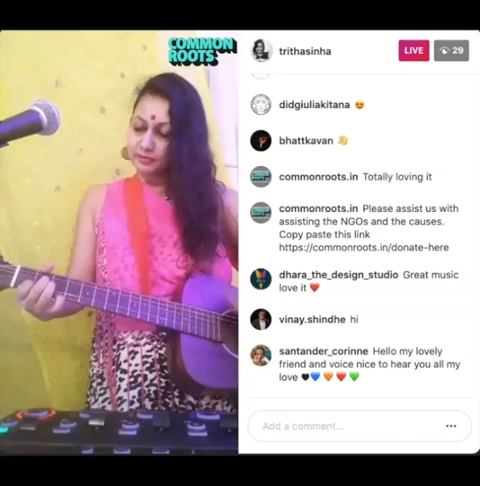 COMMON
ROOTS
trithasinha
LIVE
29
didgiuliakitana 😍
bhattkavan 👋
commonroots.in Totally loving it
commonroots.in Please assist us with
assisting the NGOs and the causes.
Copy paste this link
https://commonroots.in/donate-here
dhara_the_design_studio Great music
love it ❤️
vinay.shindhe hi
santander_corinne Hello my lovely
friend and voice nice to hear you all my
love 🖤💙🧡❤️💚
Add a comment...